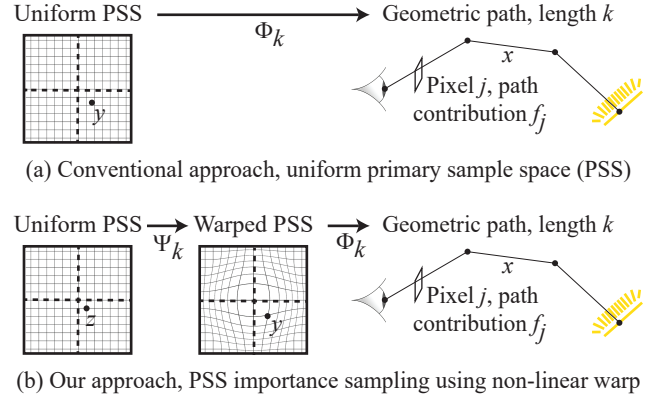 Uniform PSS
Φk
Geometric path, length k
y
x
Pixel j, path
contribution fj
(a) Conventional approach, uniform primary sample space (PSS)
Uniform PSS
Ψk
Warped PSS
Φk
Geometric path, length k
z
y
x
Pixel j, path
contribution fj
(b) Our approach, PSS importance sampling using non-linear warp